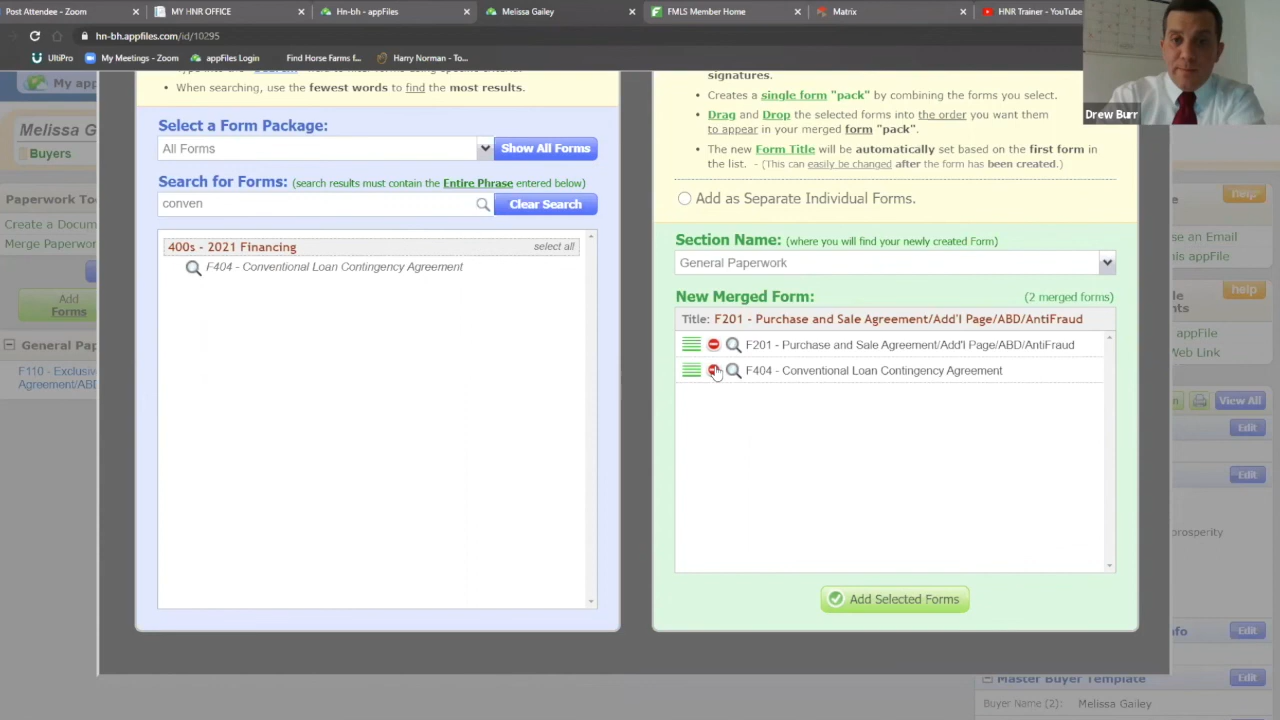 Post Attendee - Zoom
MY HNR OFFICE
Hn-bh - appFiles
Melissa Gailey
FMLS Member Home
Matrix
HNR Trainer - YouTube
hn-bh.appfiles.com/id/10295
UltiPro
My Meetings - Zoom
appFiles Login
Find Horse Farms f...
Harry Norman - To...
Drew Burr
My app
Melissa G
Buyers
Paperwork To
Create a Docum
Merge Paperwo
Add
Forms
General Pap
F110 - Exclusiv
Agreement/ABD
When searching, use the fewest words to find the most results.
Select a Form Package:
All Forms
Show All Forms
Search for Forms: (search results must contain the Entire Phrase entered below)
conven
Clear Search
400s - 2021 Financing
select all
F404 - Conventional Loan Contingency Agreement
signatures.
Creates a single form "pack" by combining the forms you select.
Drag and Drop the selected forms into the order you want them
to appear in your merged form "pack".
The new Form Title will be automatically set based on the first form in
the list. - (This can easily be changed after the form has been created.)
Add as Separate Individual Forms.
Section Name: (where you will find your newly created Form)
General Paperwork
New Merged Form:
(2 merged forms)
Title: F201 - Purchase and Sale Agreement/Add'l Page/ABD/AntiFraud
F201 - Purchase and Sale Agreement/Add'l Page/ABD/AntiFraud
F404 - Conventional Loan Contingency Agreement
Add Selected Forms
help
e an Email
his appFile
help
appFile
Web Link
View All
Edit
Edit
prosperity
nfo
Edit
Master Buyer Template
Edit
Buyer Name (2):
Melissa Gailey